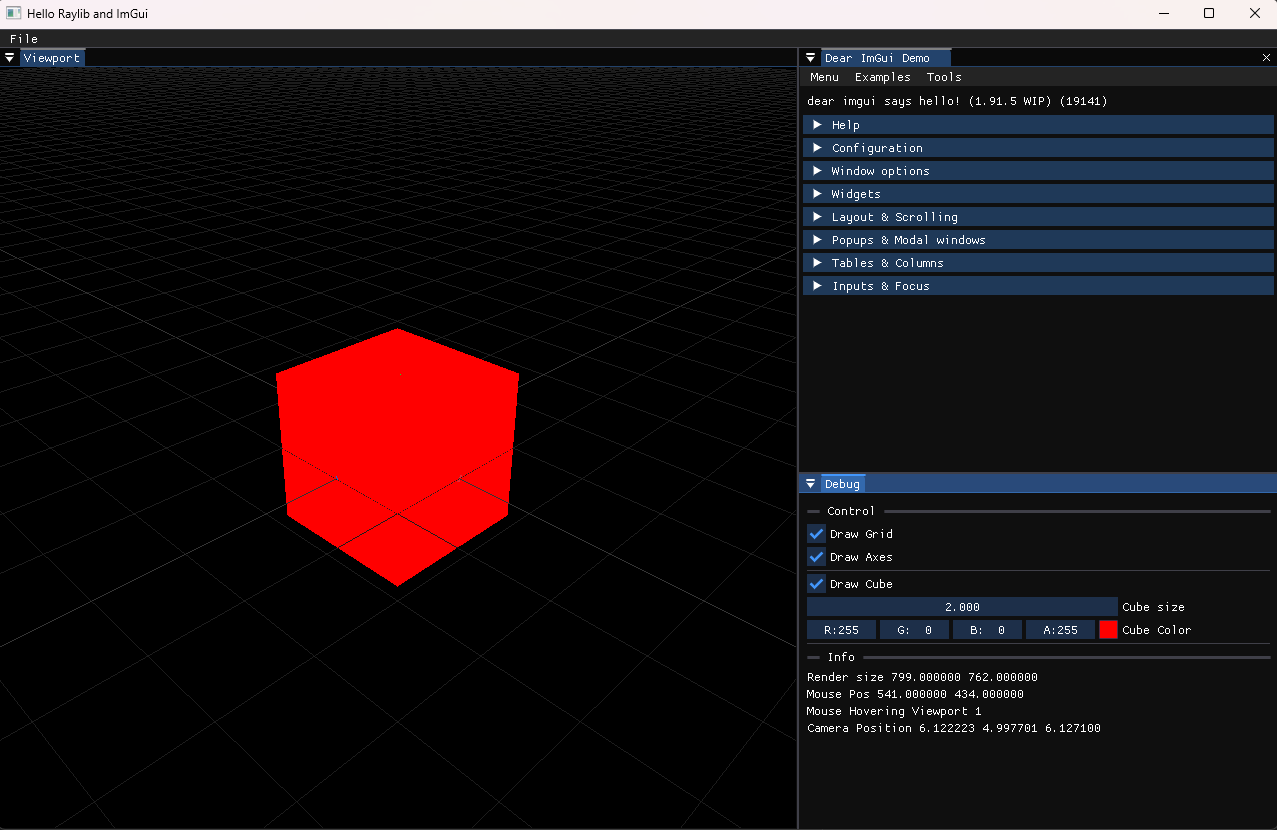 Hello Raylib and ImGui
File
Viewport
Dear ImGui Demo
Menu Examples Tools
dear imgui says hello! (1.91.5 WIP) (19141)
Help
Configuration
Window options
Widgets
Layout & Scrolling
Popups & Modal windows
Tables & Columns
Inputs & Focus
Debug
Control
Draw Grid
Draw Axes
Draw Cube
2.000 Cube size
R:255 G: 0 B: 0 A:255 Cube Color
Info
Render size 799.000000 762.000000
Mouse Pos 541.000000 434.000000
Mouse Hovering Viewport 1
Camera Position 6.122223 4.997701 6.127100